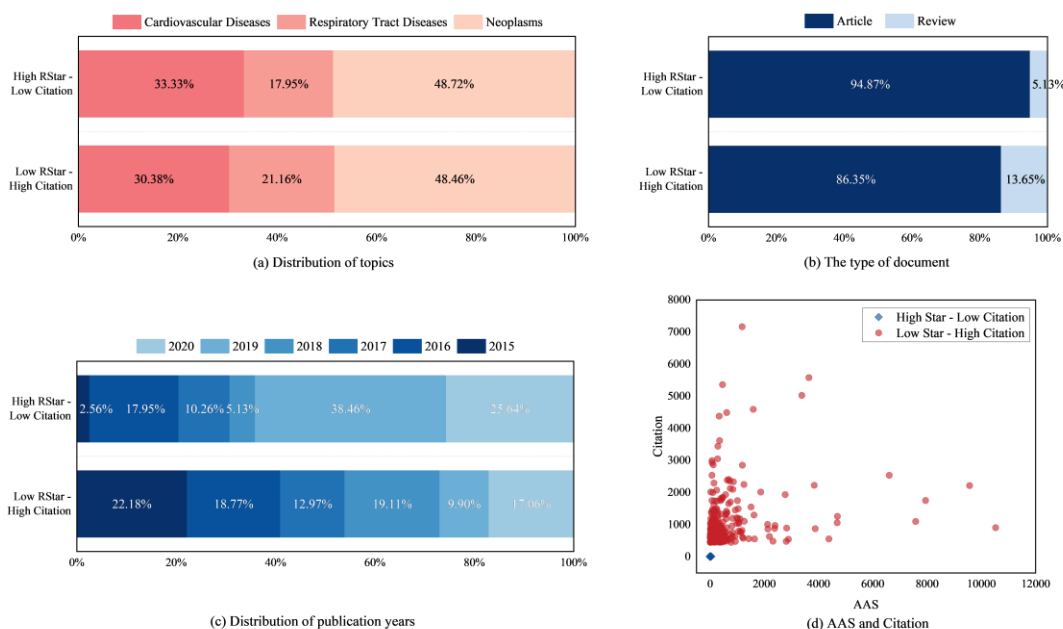 Cardiovascular Diseases Respiratory Tract Diseases Neoplasms
High RStar -
Low Citation
33.33% 17.95% 48.72%
Low RStar -
High Citation
30.38% 21.16% 48.46%
0% 20% 40% 60% 80% 100%
(a) Distribution of topics
Article Review
High RStar -
Low Citation
94.87% 5.13%
Low RStar -
High Citation
86.35% 13.65%
0% 20% 40% 60% 80% 100%
(b) The type of document
2020 2019 2018 2017 2016 2015
High RStar -
Low Citation
2.56% 17.95% 10.26% 5.13% 38.46% 25.64%
Low RStar -
High Citation
22.18% 18.77% 12.97% 19.11% 9.90% 17.06%
0% 20% 40% 60% 80% 100%
(c) Distribution of publication years
8000
7000
6000
5000
4000
3000
2000
1000
0
Citation
High Star - Low Citation
Low Star - High Citation
0 2000 4000 6000 8000 10000 12000
AAS
(d) AAS and Citation